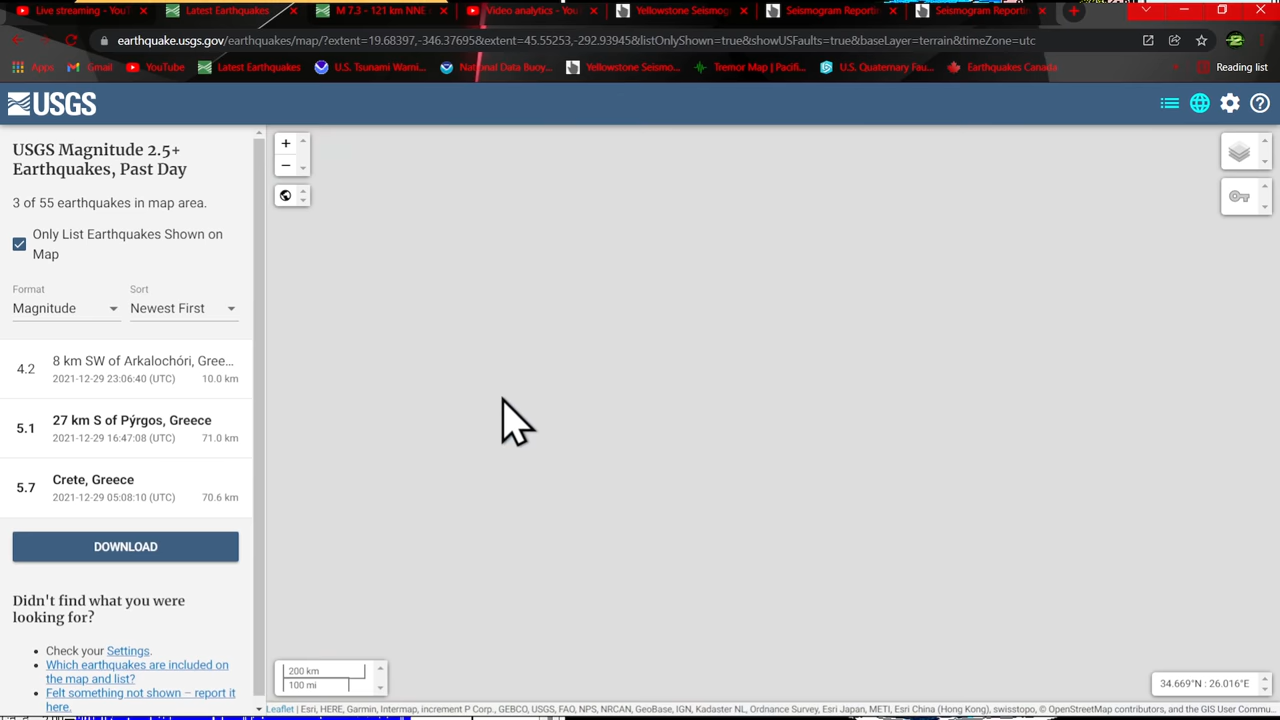 Live streaming - YouT
Latest Earthquakes
M 7.3 - 121 km NNE
Video analytics - You
Yellowstone Seismog
Seismogram Reportin
Seismogram Reportin
earthquake.usgs.gov/earthquakes/map/?extent=19.68397,-346.37695&extent=45.55253,-292.93945&listOnlyShown=true&showUSFaults=true&baseLayer=terrain&timeZone=utc
Apps
Gmail
YouTube
Latest Earthquakes
U.S. Tsunami Warni...
National Data Buoy...
Yellowstone Seismo...
Tremor Map | Pacifi...
U.S. Quaternary Fau...
Earthquakes Canada
Reading list
USGS
USGS Magnitude 2.5+
Earthquakes, Past Day
3 of 55 earthquakes in map area.
Only List Earthquakes Shown on
Map
Format
Sort
Magnitude
Newest First
4.2
8 km SW of Arkalochóri, Gree...
2021-12-29 23:06:40 (UTC) 10.0 km
5.1
27 km S of Pýrgos, Greece
2021-12-29 16:47:08 (UTC) 71.0 km
5.7
Crete, Greece
2021-12-29 05:08:10 (UTC) 70.6 km
DOWNLOAD
Didn't find what you were
looking for?
• Check your Settings.
• Which earthquakes are included on
the map and list?
• Felt something not shown – report it
here.
+
−
200 km
100 mi
34.669°N : 26.016°E
Leaflet | Esri, HERE, Garmin, Intermap, increment P Corp., GEBCO, USGS, FAO, NPS, NRCAN, GeoBase, IGN, Kadaster NL, Ordnance Survey, Esri Japan, METI, Esri China (Hong Kong), swisstopo, © OpenStreetMap contributors, and the GIS User Commu